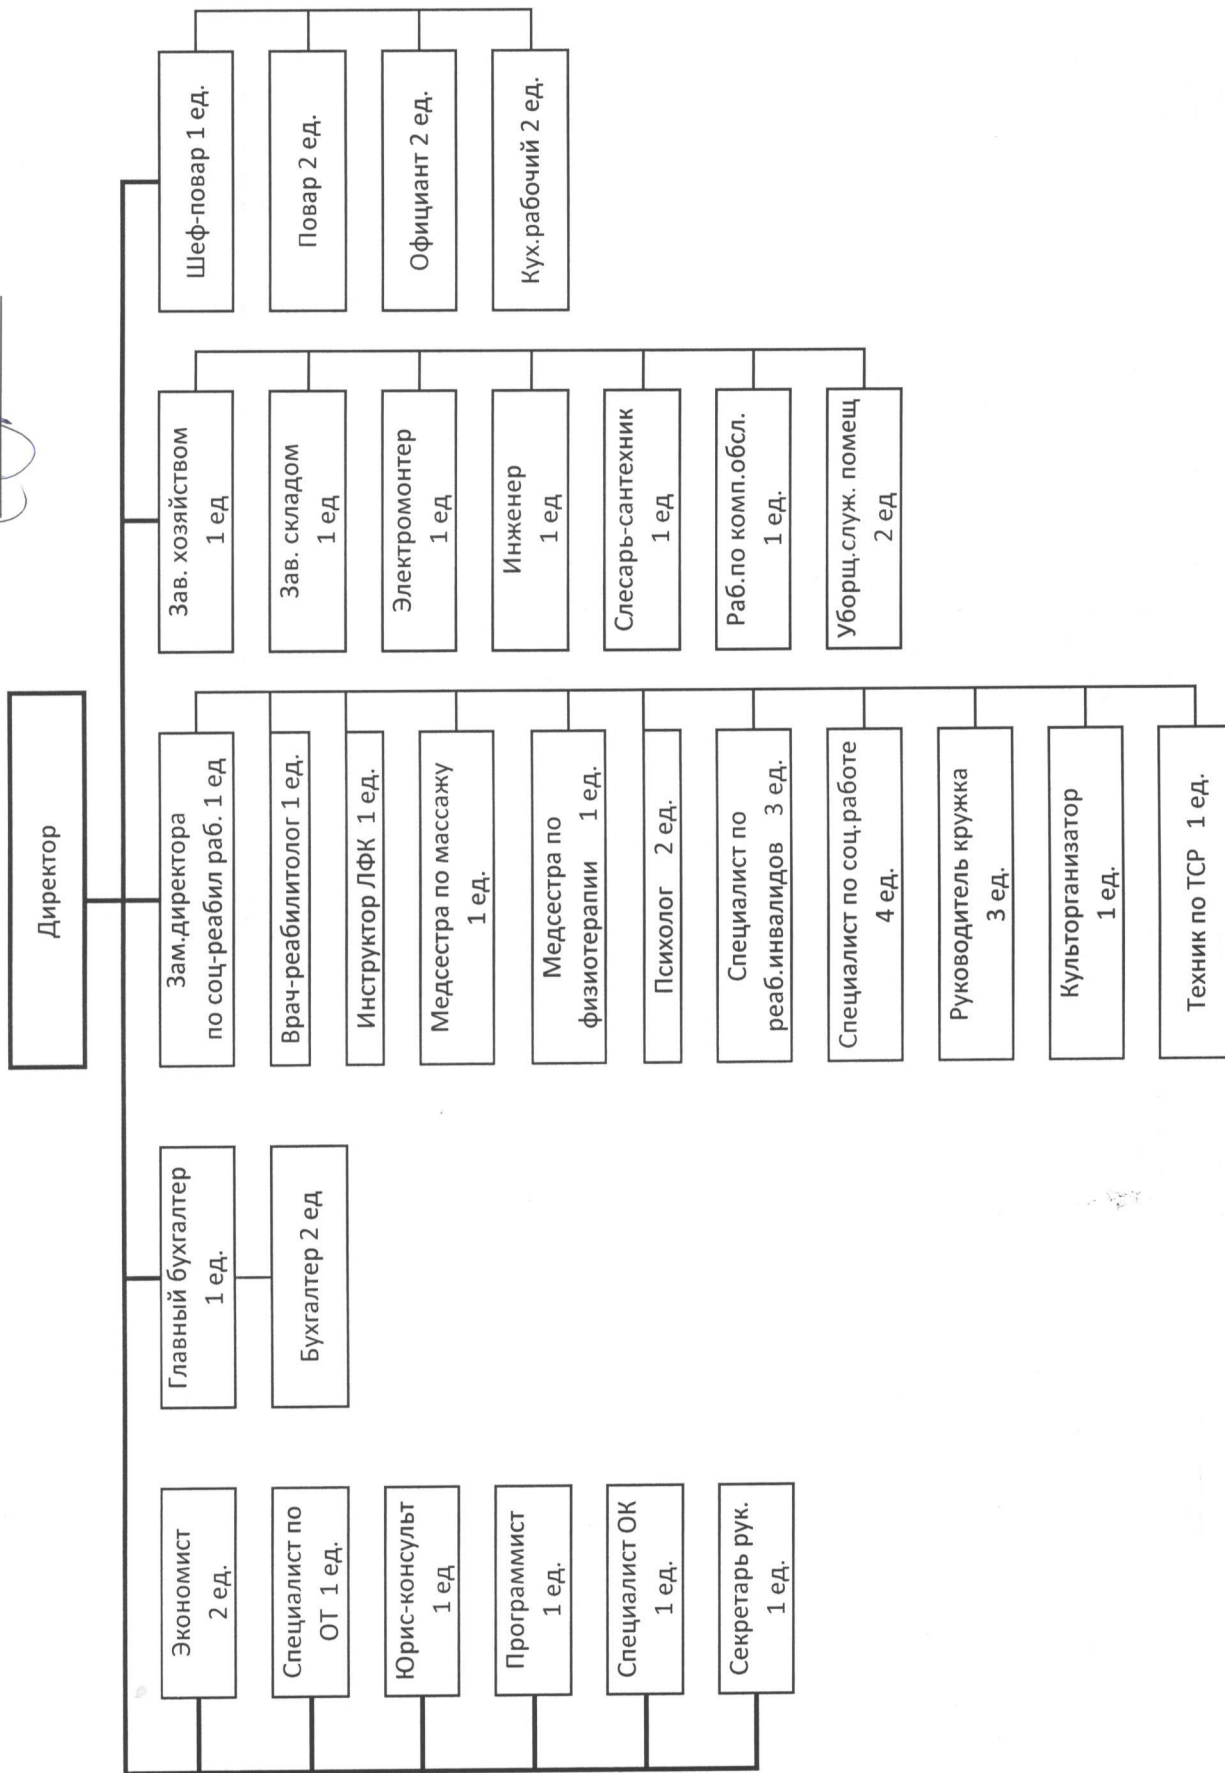 Директор
Экономист
2 ед.
Специалист по
ОТ 1 ед.
Юрис-консульт
1 ед
Программист
1 ед.
Специалист ОК
1 ед.
Секретарь рук.
1 ед.
Главный бухгалтер
1 ед.
Бухгалтер 2 ед
Зам.директора
по соц-реабил раб. 1 ед
Врач-реабилитолог 1 ед.
Инструктор ЛФК 1 ед.
Медсестра по массажу
1 ед.
Медсестра по
физиотерапии 1 ед.
Психолог 2 ед.
Специалист по
реаб.инвалидов 3 ед.
Специалист по соц.работе
4 ед.
Руководитель кружка
3 ед.
Культорганизатор
1 ед.
Техник по ТСР 1 ед.
Зав. хозяйством
1 ед
Зав. складом
1 ед
Электромонтер
1 ед
Инженер
1 ед
Слесарь-сантехник
1 ед
Раб.по комп.обсл.
1 ед.
Уборщ.служ. помещ
2 ед
Шеф-повар 1 ед.
Повар 2 ед.
Официант 2 ед.
Кух.рабочий 2 ед.